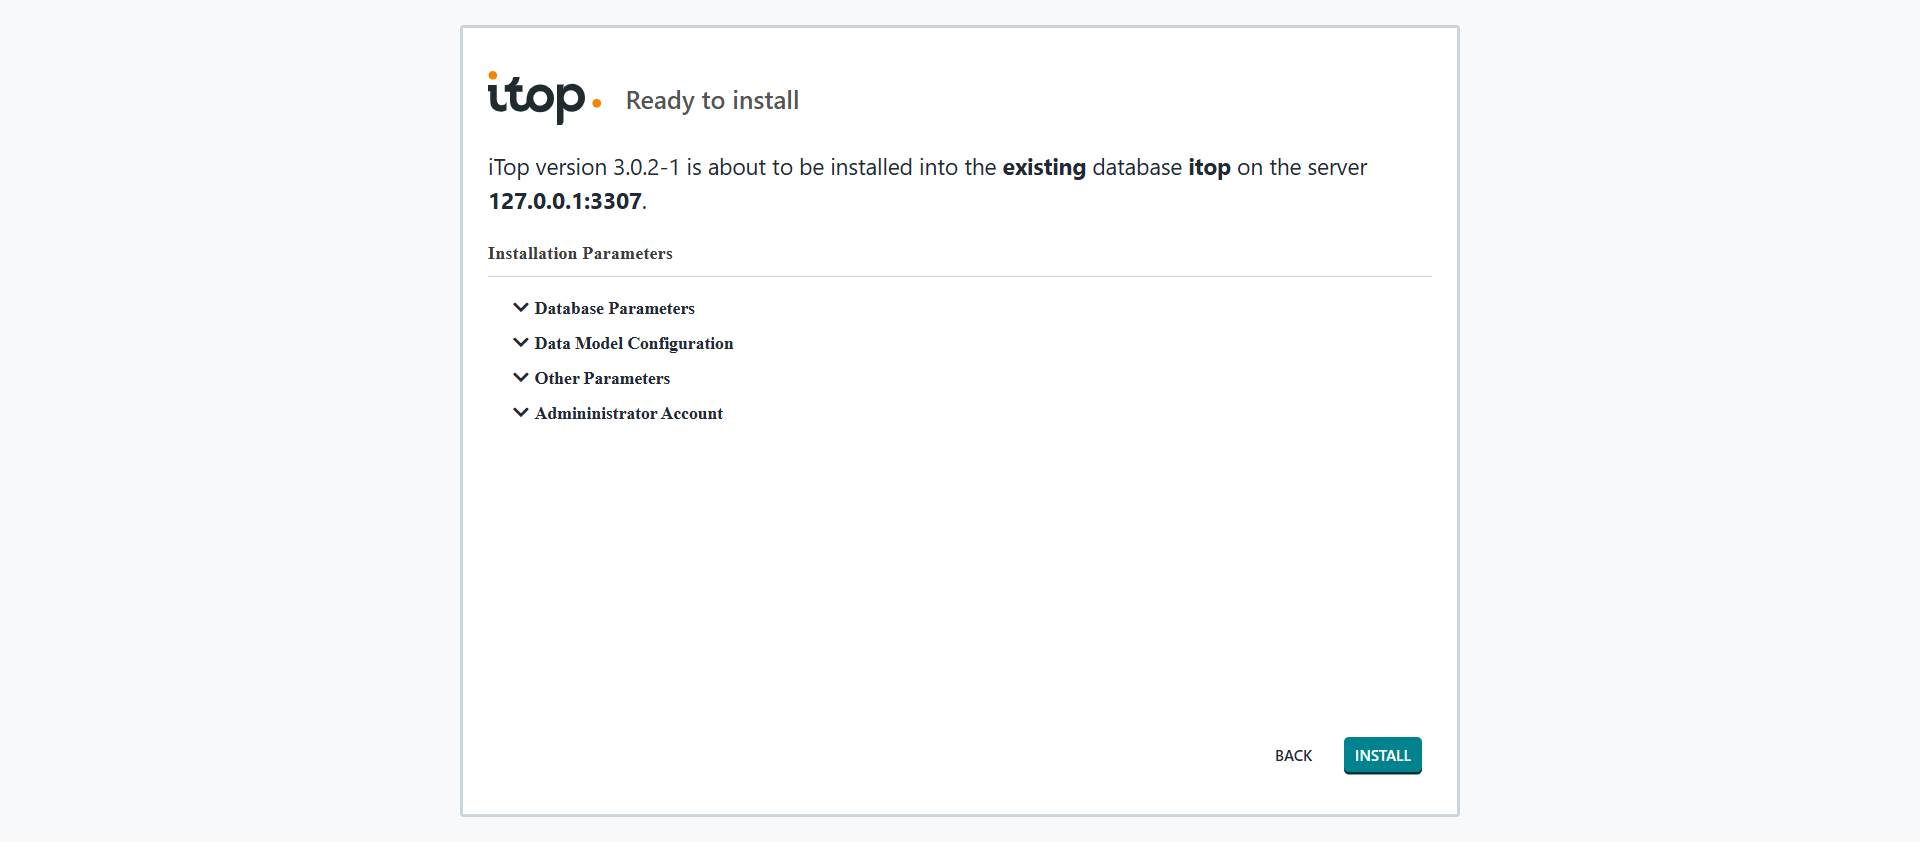 itop
Ready to install
iTop version 3.0.2-1 is about to be installed into the existing database itop on the server
127.0.0.1:3307.
Installation Parameters
Database Parameters
Data Model Configuration
Other Parameters
Admininistrator Account
BACK
INSTALL